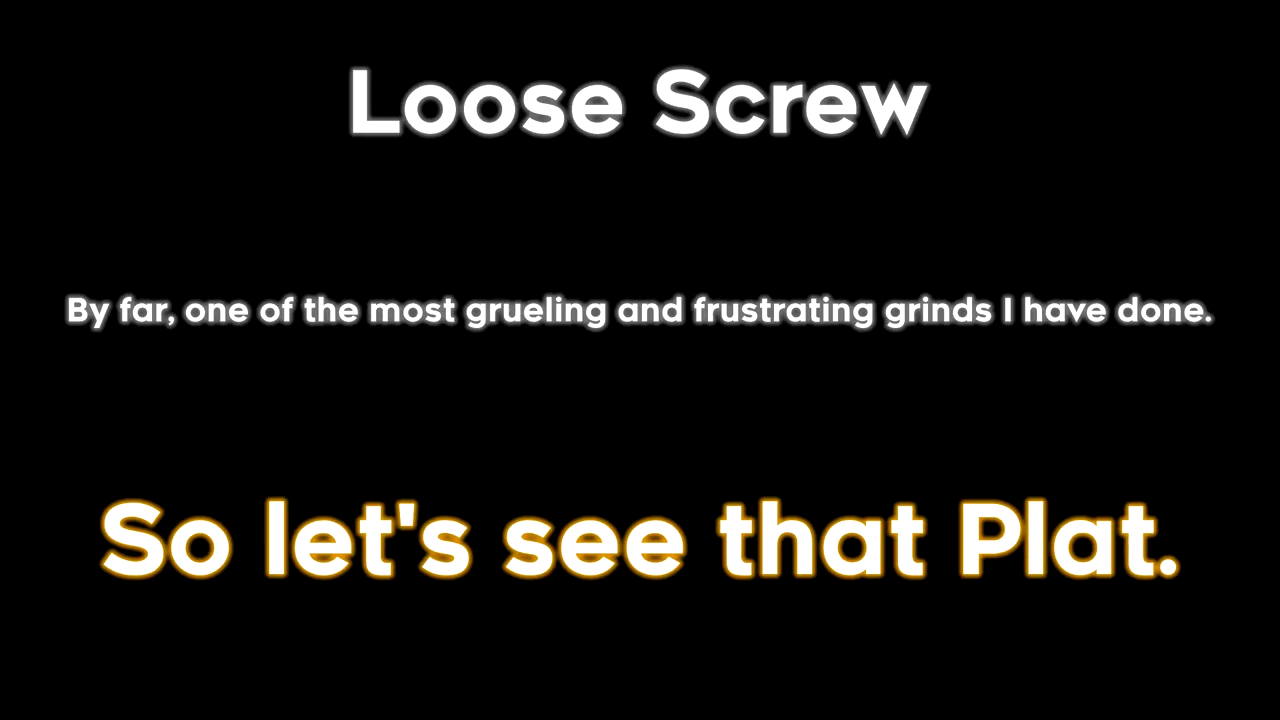 Loose Screw
By far, one of the most grueling and frustrating grinds I have done.
So let's see that Plat.